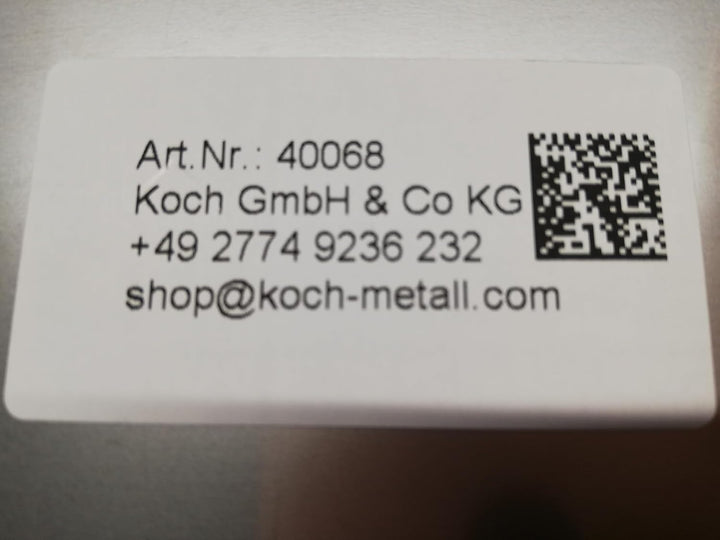 Art.Nr.: 40068
Koch GmbH & Co KG
+49 2774 9236 232
shop@koch-metall.com